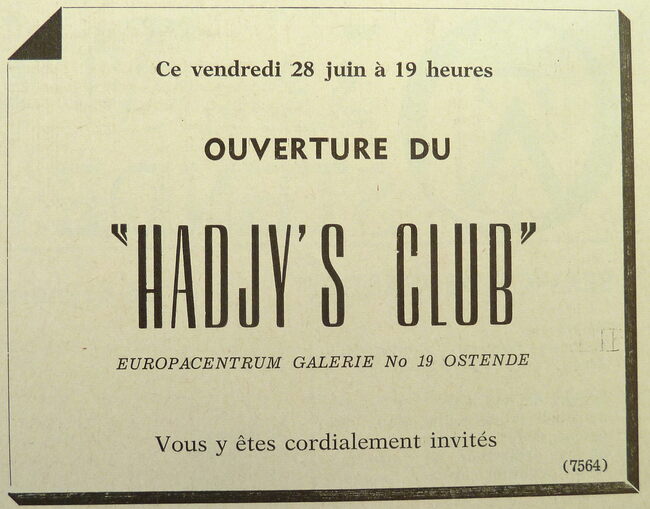 Ce vendredi 28 juin à 19 heures
OUVERTURE DU
"HADJY'S CLUB"
EUROPACENTRUM GALERIE No 19 OSTENDE
Vous y êtes cordialement invités
(7564)